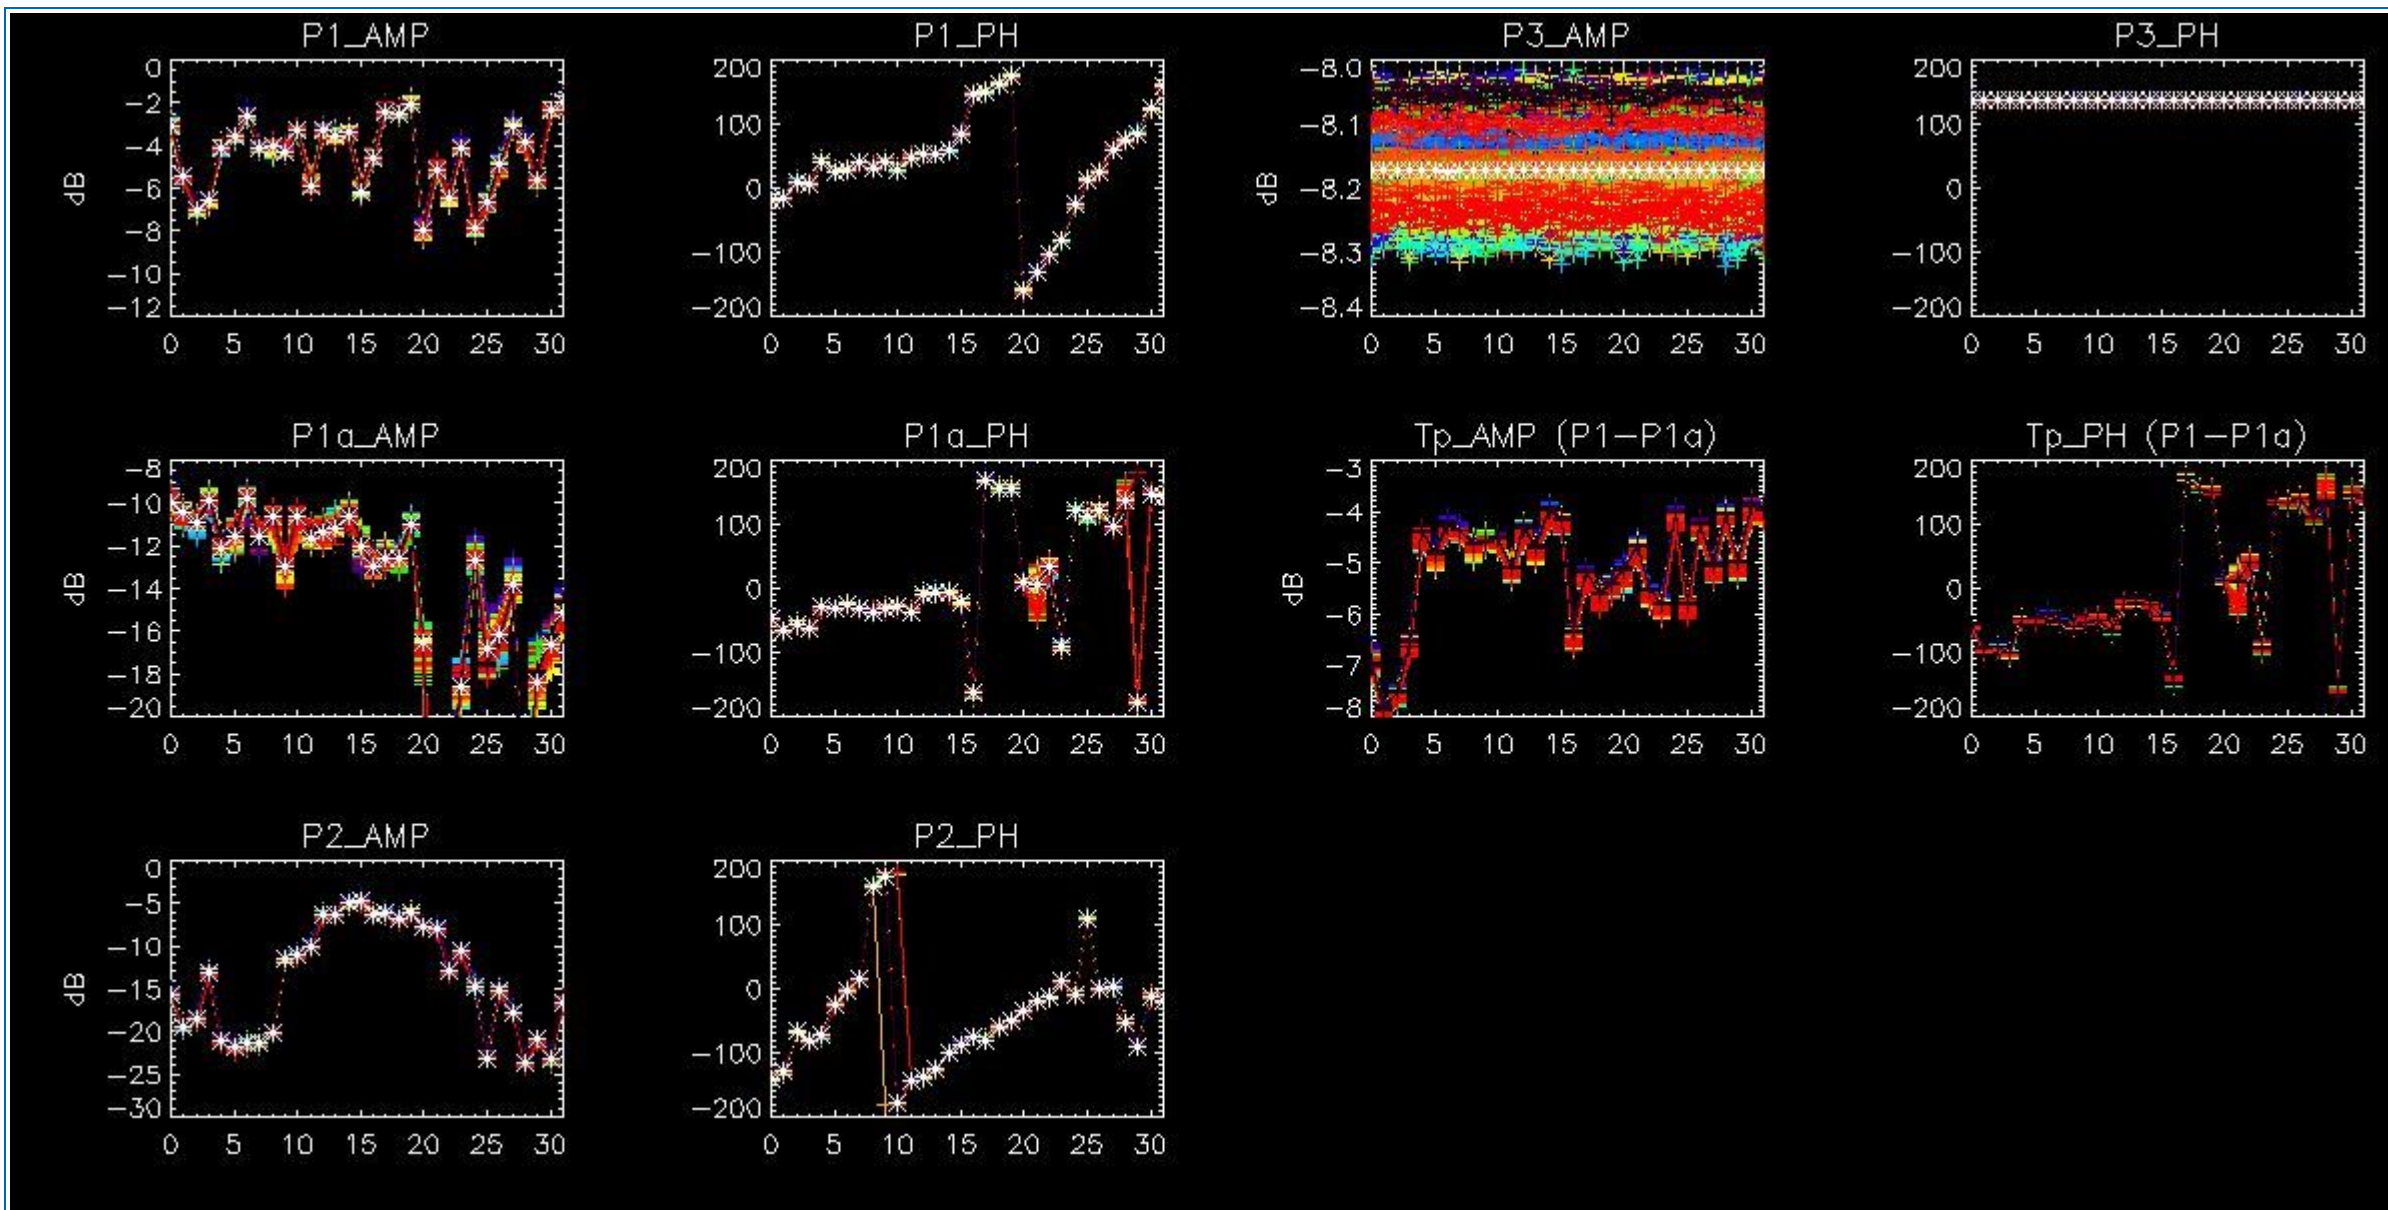 P1_AMP P1_PH P3_AMP P3_PH
0 200 -8.0 200
-2
-4 100 -8.1 100
dB -6 0 dB -8.2 0
-8
-10 -100 -8.3 -100
-12 -200 -8.4 -200
0 5 10 15 20 25 30 0 5 10 15 20 25 30 0 5 10 15 20 25 30 0 5 10 15 20 25 30
P1a_AMP P1a_PH Tp_AMP (P1-P1a) Tp_PH (P1-P1a)
-8 200 -3 200
-10 100 -4 100
-12
dB -14 0 dB -5 0
-16 -6
-18 -100 -7 -100
-20 -200 -8 -200
0 5 10 15 20 25 30 0 5 10 15 20 25 30 0 5 10 15 20 25 30 0 5 10 15 20 25 30
P2_AMP P2_PH
0 200
-5 100
-10
dB -15 0
-20 -100
-25
-30 -200
0 5 10 15 20 25 30 0 5 10 15 20 25 30